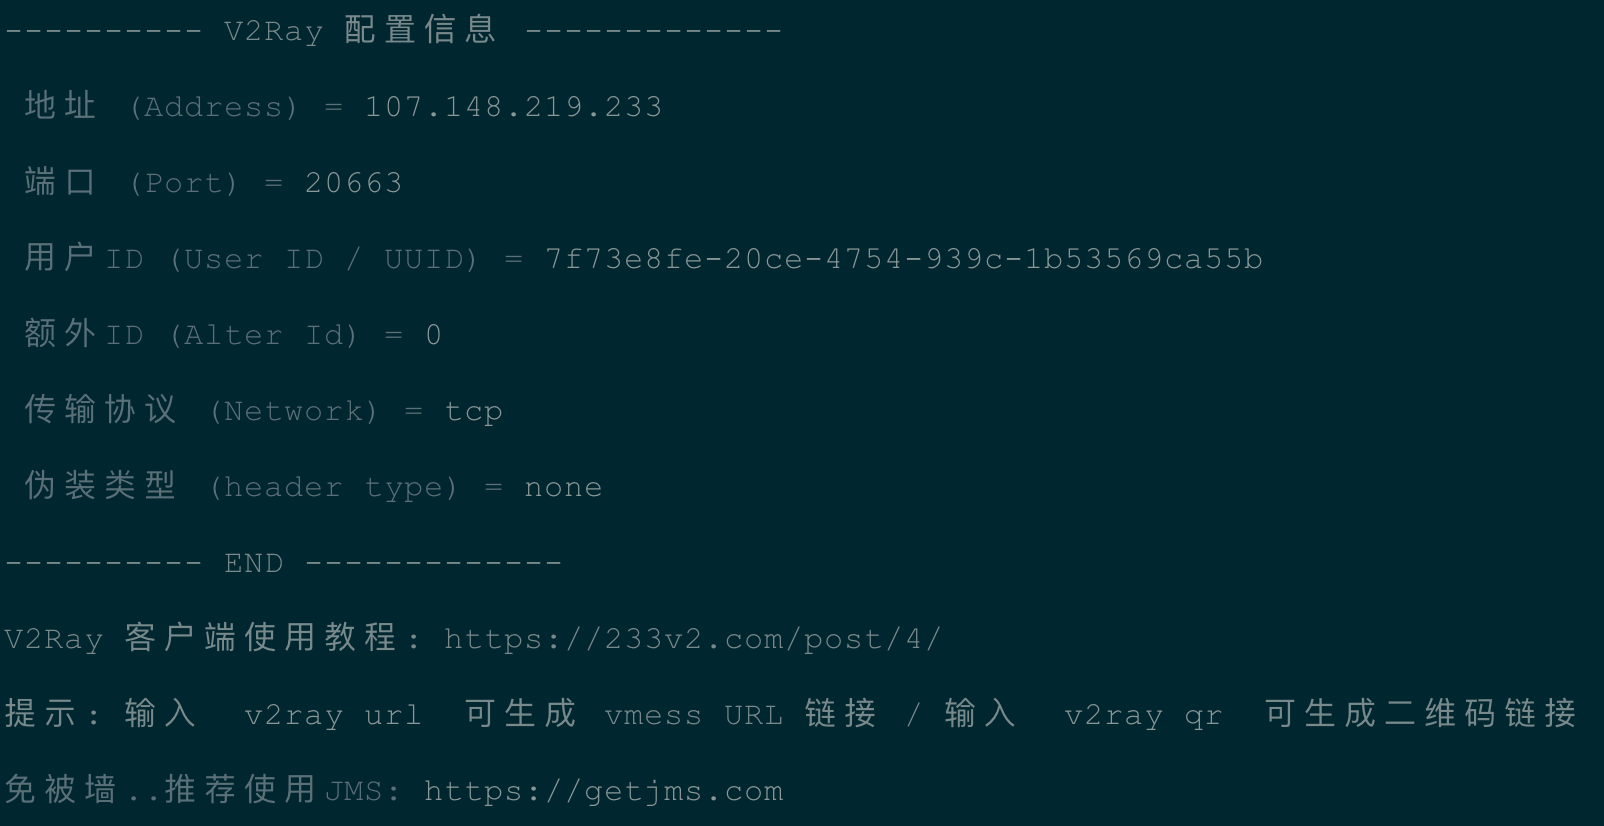 ---------- V2Ray 配置信息 -------------
地址 (Address) = 107.148.219.233
端口 (Port) = 20663
用户ID (User ID / UUID) = 7f73e8fe-20ce-4754-939c-1b53569ca55b
额外ID (Alter Id) = 0
传输协议 (Network) = tcp
伪装类型 (header type) = none
---------- END -------------
V2Ray 客户端使用教程: https://233v2.com/post/4/
提示: 输入  v2ray url  可生成 vmess URL 链接 / 输入  v2ray qr  可生成二维码链接
免被墙..推荐使用JMS: https://getjms.com